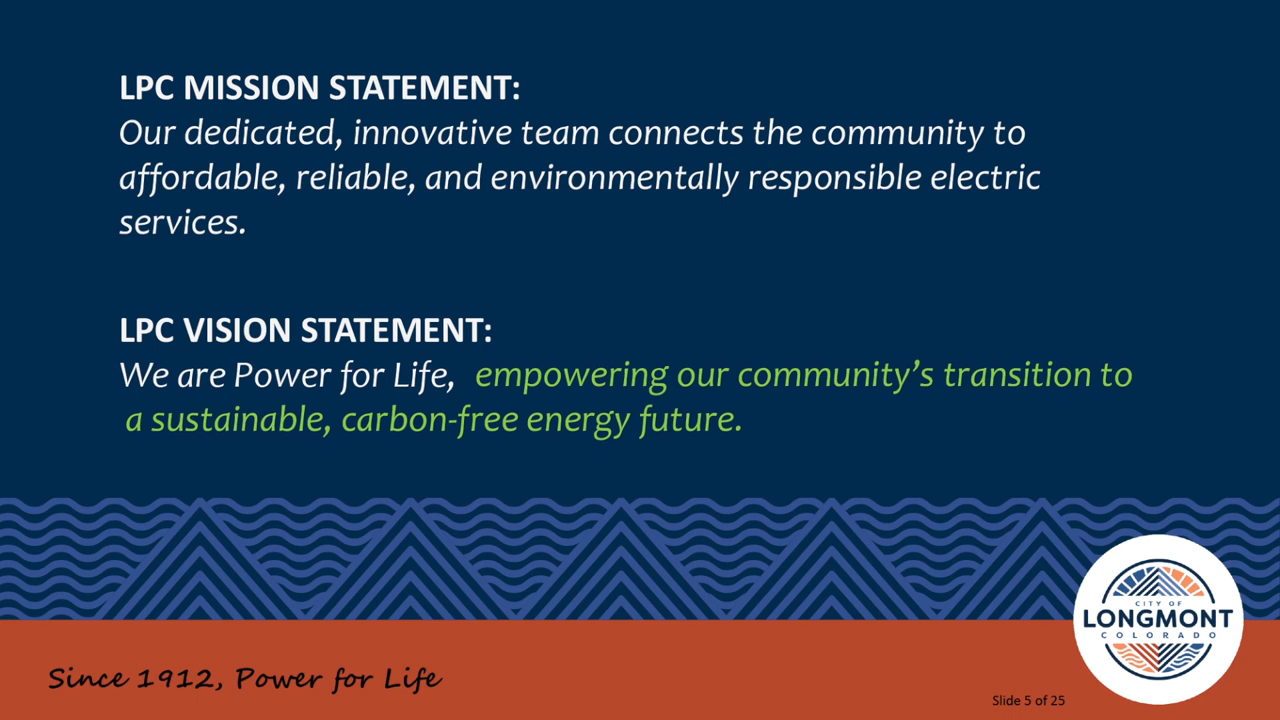 LPC MISSION STATEMENT:
Our dedicated, innovative team connects the community to
affordable, reliable, and environmentally responsible electric
services.
LPC VISION STATEMENT:
We are Power for Life, empowering our community’s transition to
a sustainable, carbon-free energy future.
CITY OF
LONGMONT
COLORADO
Since 1912, Power for Life
Slide 5 of 25